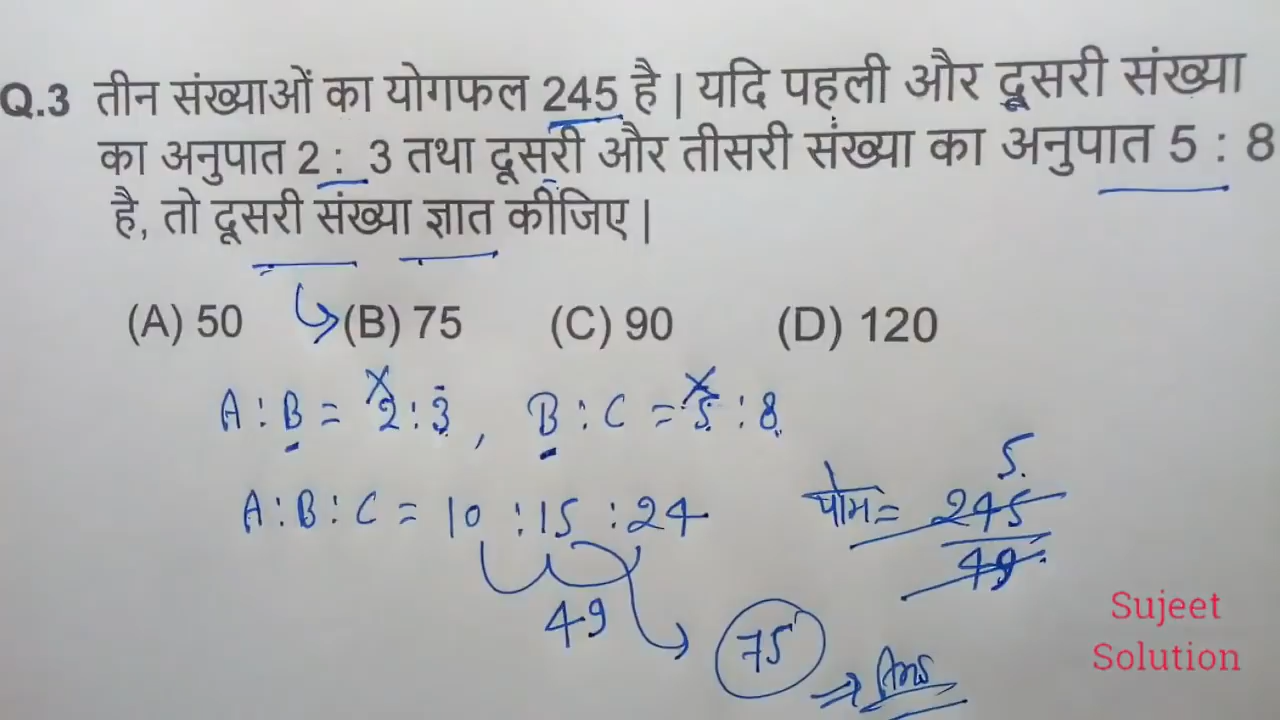 Q.3 तीन संख्याओं का योगफल 245 है | यदि पहली और दूसरी संख्या
का अनुपात 2 : 3 तथा दूसरी और तीसरी संख्या का अनुपात 5 : 8
है, तो दूसरी संख्या ज्ञात कीजिए |
(A) 50 (B) 75 (C) 90 (D) 120
A : B = 2 : 3 , B : C = 5 : 8
5
A : B : C = 10 : 15 : 24 = 245
49
49
75 ⇒ Ans
Sujeet
Solution